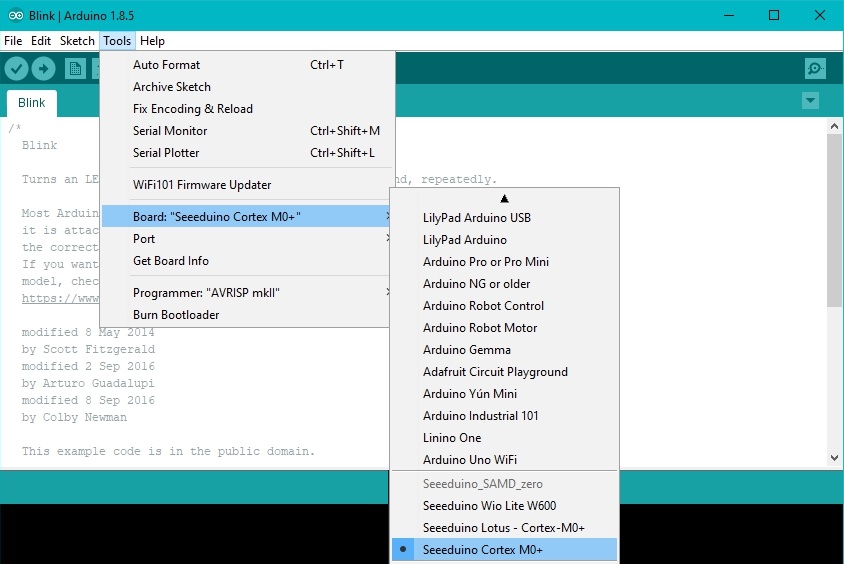 Blink | Arduino 1.8.5
File Edit Sketch Tools Help
Blink
Auto Format Ctrl+T
Archive Sketch
Fix Encoding & Reload
Serial Monitor Ctrl+Shift+M
Serial Plotter Ctrl+Shift+L
WiFi101 Firmware Updater
Board: "Seeeduino Cortex M0+"
Port
Get Board Info
Programmer: "AVRISP mkII"
Burn Bootloader
LilyPad Arduino USB
LilyPad Arduino
Arduino Pro or Pro Mini
Arduino NG or older
Arduino Robot Control
Arduino Robot Motor
Arduino Gemma
Adafruit Circuit Playground
Arduino Yún Mini
Arduino Industrial 101
Linino One
Arduino Uno WiFi
Seeeduino_SAMD_zero
Seeeduino Wio Lite W600
Seeeduino Lotus - Cortex-M0+
Seeeduino Cortex M0+
/*
Blink
Turns an LE nd, repeatedly.
Most Arduin
it is attac
the correct
If you want
model, chec
https://www
modified 8 May 2014
by Scott Fitzgerald
modified 2 Sep 2016
by Arturo Guadalupi
modified 8 Sep 2016
by Colby Newman
This example code is in the public domain.